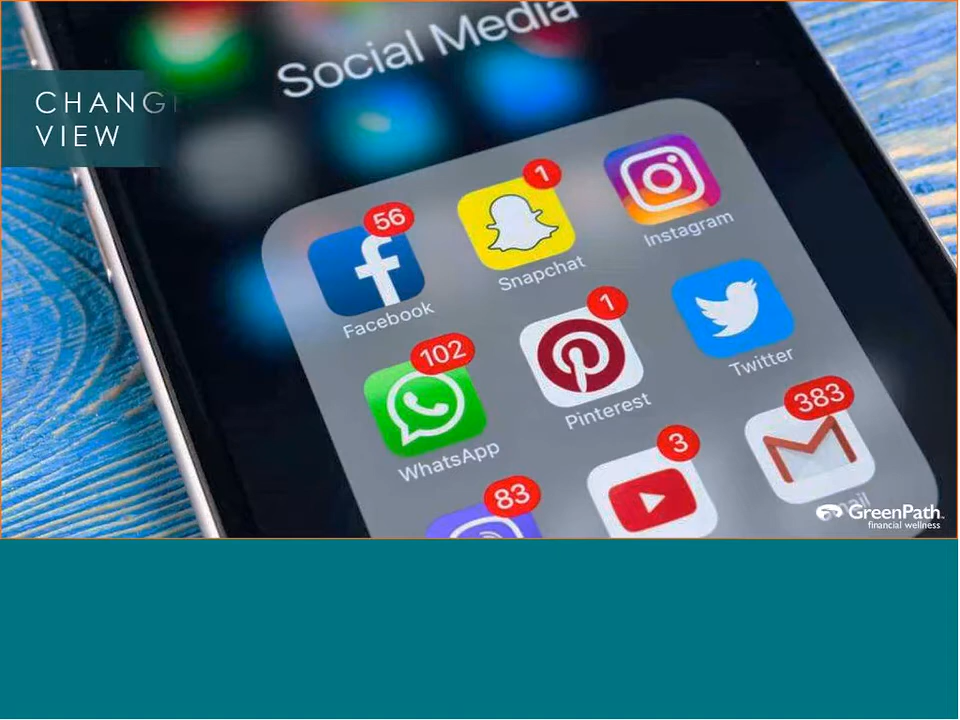 Social Media
CHANG
VIEW
1
Instagram
56
Snapchat
Facebook
1
Twitter
102
Pinterest
383
WhatsApp
3
83
GreenPath
financial wellness